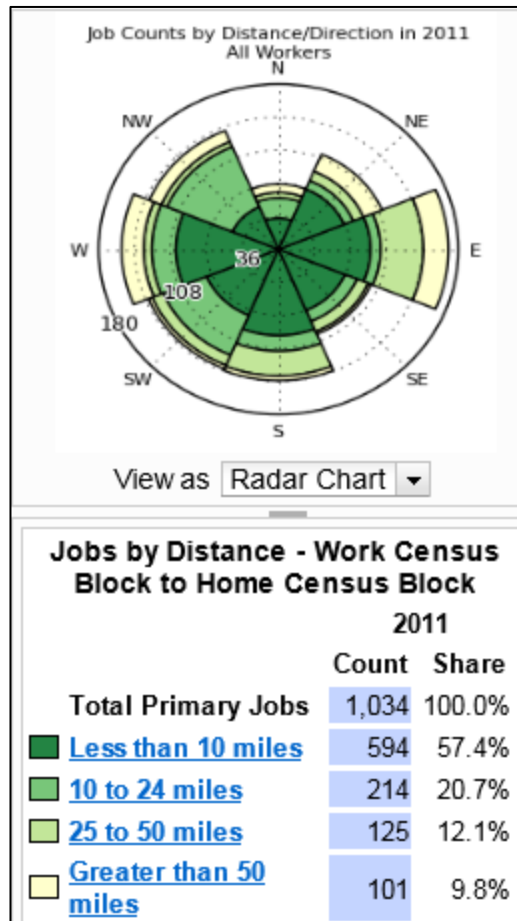 Job Counts by Distance/Direction in 2011
All Workers
N
NW
NE
W
36
E
108
180
SW
SE
S
View as Radar Chart
Jobs by Distance - Work Census
Block to Home Census Block
2011
Count Share
Total Primary Jobs 1,034 100.0%
Less than 10 miles 594 57.4%
10 to 24 miles 214 20.7%
25 to 50 miles 125 12.1%
Greater than 50
miles 101 9.8%